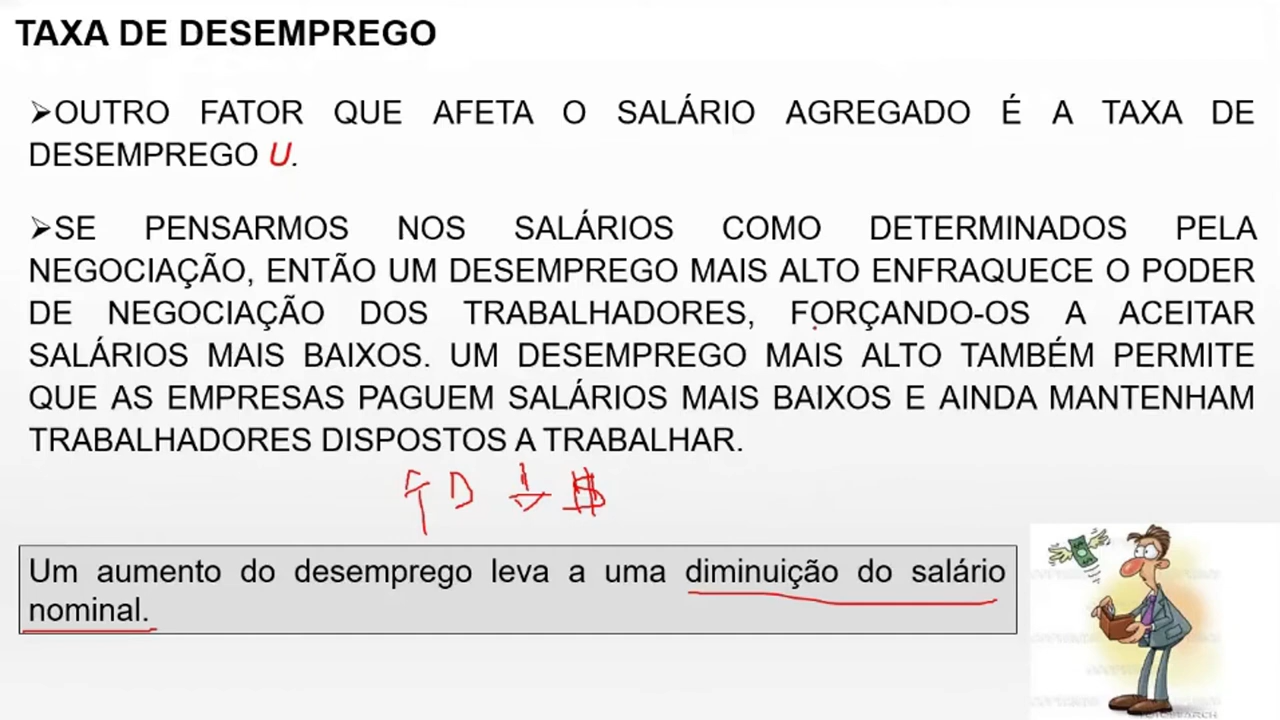 TAXA DE DESEMPREGO
➢OUTRO FATOR QUE AFETA O SALÁRIO AGREGADO É A TAXA DE
DESEMPREGO U.
➢SE PENSARMOS NOS SALÁRIOS COMO DETERMINADOS PELA
NEGOCIAÇÃO, ENTÃO UM DESEMPREGO MAIS ALTO ENFRAQUECE O PODER
DE NEGOCIAÇÃO DOS TRABALHADORES, FORÇANDO-OS A ACEITAR
SALÁRIOS MAIS BAIXOS. UM DESEMPREGO MAIS ALTO TAMBÉM PERMITE
QUE AS EMPRESAS PAGUEM SALÁRIOS MAIS BAIXOS E AINDA MANTENHAM
TRABALHADORES DISPOSTOS A TRABALHAR.
↑ D ↓ $
Um aumento do desemprego leva a uma diminuição do salário
nominal.